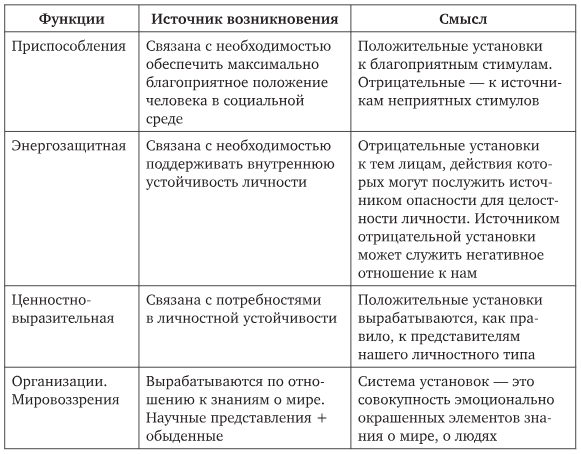 Функции
Источник возникновения
Смысл
Приспособления
Связана с необходимостью
обеспечить максимально
благоприятное положение
человека в социальной
среде
Положительные установки
к благоприятным стимулам.
Отрицательные — к источни-
кам неприятных стимулов
Энергозащитная
Связана с необходимостью
поддерживать внутреннюю
устойчивость личности
Отрицательные установки
к тем лицам, действия кото-
рых могут послужить источ-
ником опасности для целост-
ности личности. Источником
отрицательной установки
может служить негативное
отношение к нам
Ценностно-
выразительная
Связана с потребностями
в личностной устойчивости
Положительные установки
вырабатываются, как пра-
вило, к представителям
нашего личностного типа
Организации.
Мировоззрения
Вырабатываются по отно-
шению к знаниям о мире.
Научные представления +
обыденные
Система установок — это
совокупность эмоционально
окрашенных элементов зна-
ния о мире, о людях